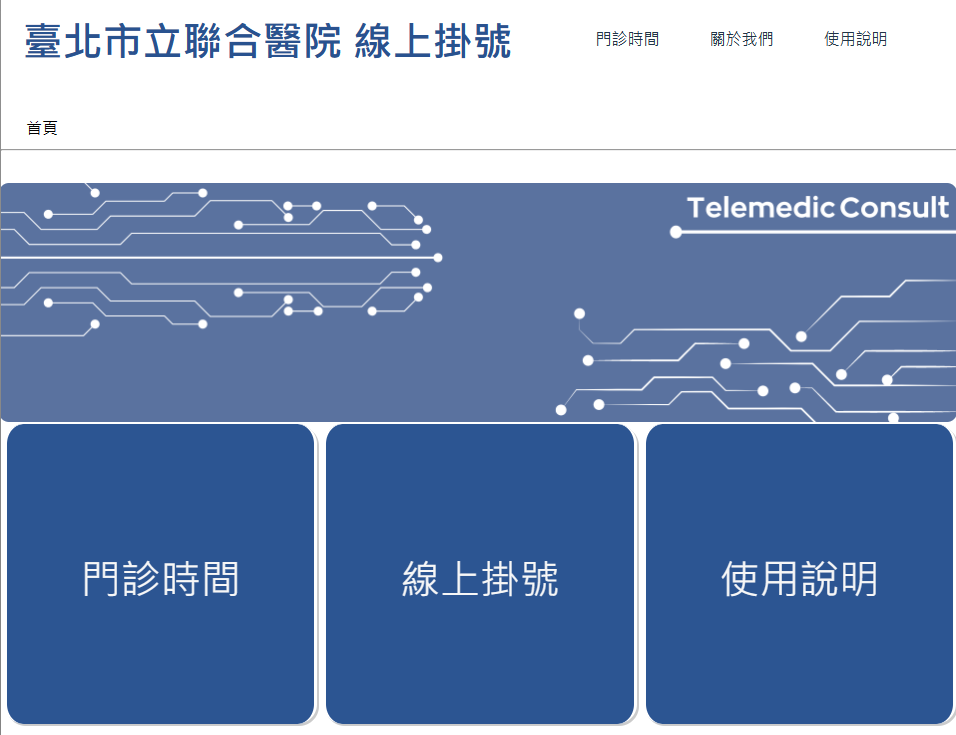 臺北市立聯合醫院 線上掛號
門診時間 關於我們 使用說明
首頁
Telemedic Consult
門診時間 線上掛號 使用說明